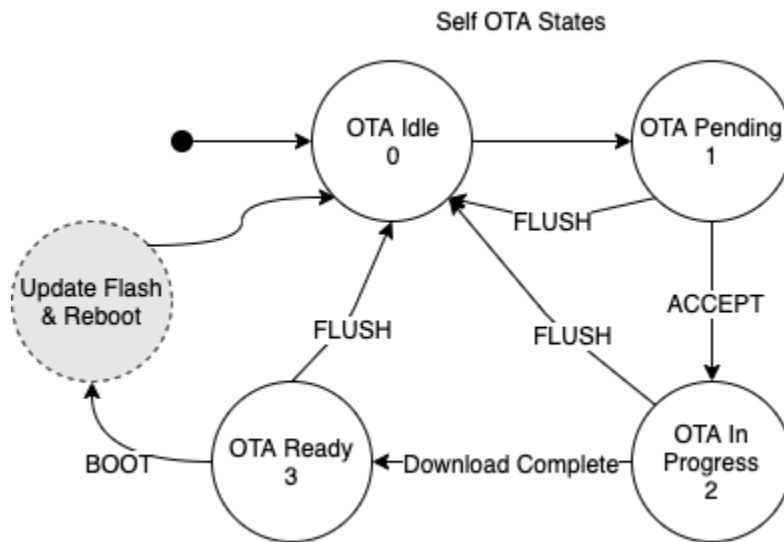 Self OTA States
OTA Idle
0
OTA Pending
1
FLUSH
Update Flash
& Reboot
ACCEPT
FLUSH
FLUSH
OTA Ready
3
BOOT
Download Complete
OTA In
Progress
2